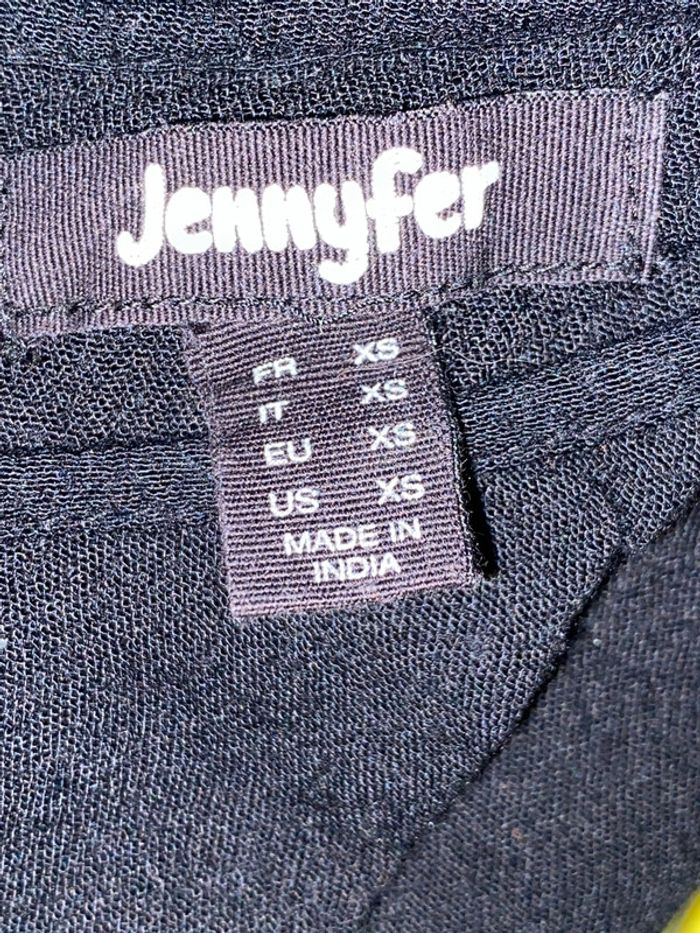 Jennyfer
FR XS
IT XS
EU XS
US XS
MADE IN
INDIA